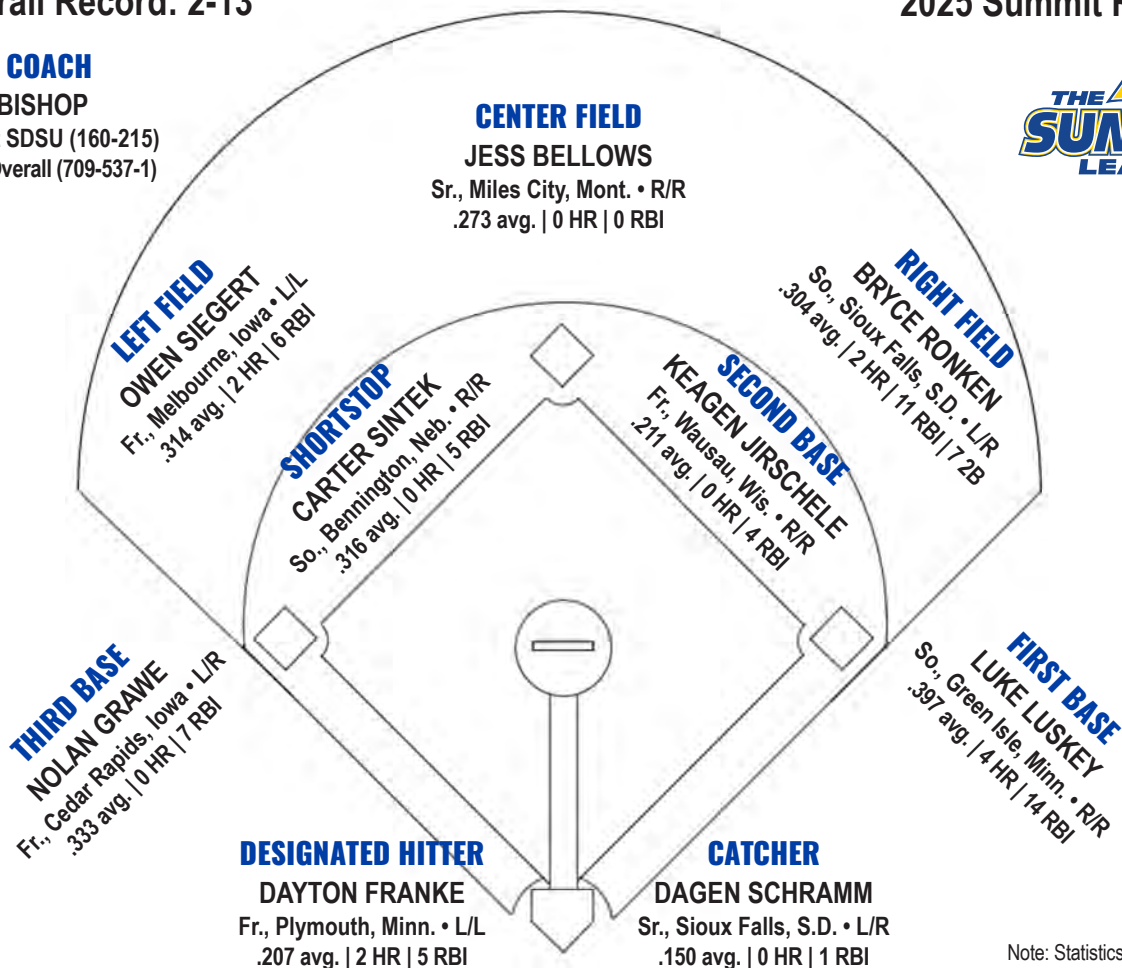 rall Record: 2-13
2025 Summit
COACH
BISHOP
SDSU (160-215)
Overall (709-537-1)
THE
SUM
LEA
CENTER FIELD
JESS BELLOWS
Sr., Miles City, Mont. • R/R
.273 avg. | 0 HR | 0 RBI
LEFT FIELD
OWEN SIEGERT
Fr., Melbourne, Iowa • L/L
.314 avg. | 2 HR | 6 RBI
RIGHT FIELD
BRYCE RONKEN
So., Sioux Falls, S.D. • L/R
.304 avg. | 2 HR | 11 RBI | 7 2B
SHORTSTOP
CARTER SINTEK
So., Bennington, Neb. • R/R
.316 avg. | 0 HR | 5 RBI
SECOND BASE
KEAGEN JIRSCHELE
Fr., Wausau, Wis. • R/R
.211 avg. | 0 HR | 4 RBI
THIRD BASE
NOLAN GRAWE
Fr., Cedar Rapids, Iowa • L/R
.333 avg. | 0 HR | 7 RBI
FIRST BASE
LUKE LUSKEY
So., Green Isle, Minn. • R/R
.397 avg. | 4 HR | 14 RBI
DESIGNATED HITTER
DAYTON FRANKE
Fr., Plymouth, Minn. • L/L
.207 avg. | 2 HR | 5 RBI
CATCHER
DAGEN SCHRAMM
Sr., Sioux Falls, S.D. • L/R
.150 avg. | 0 HR | 1 RBI
Note: Statistics